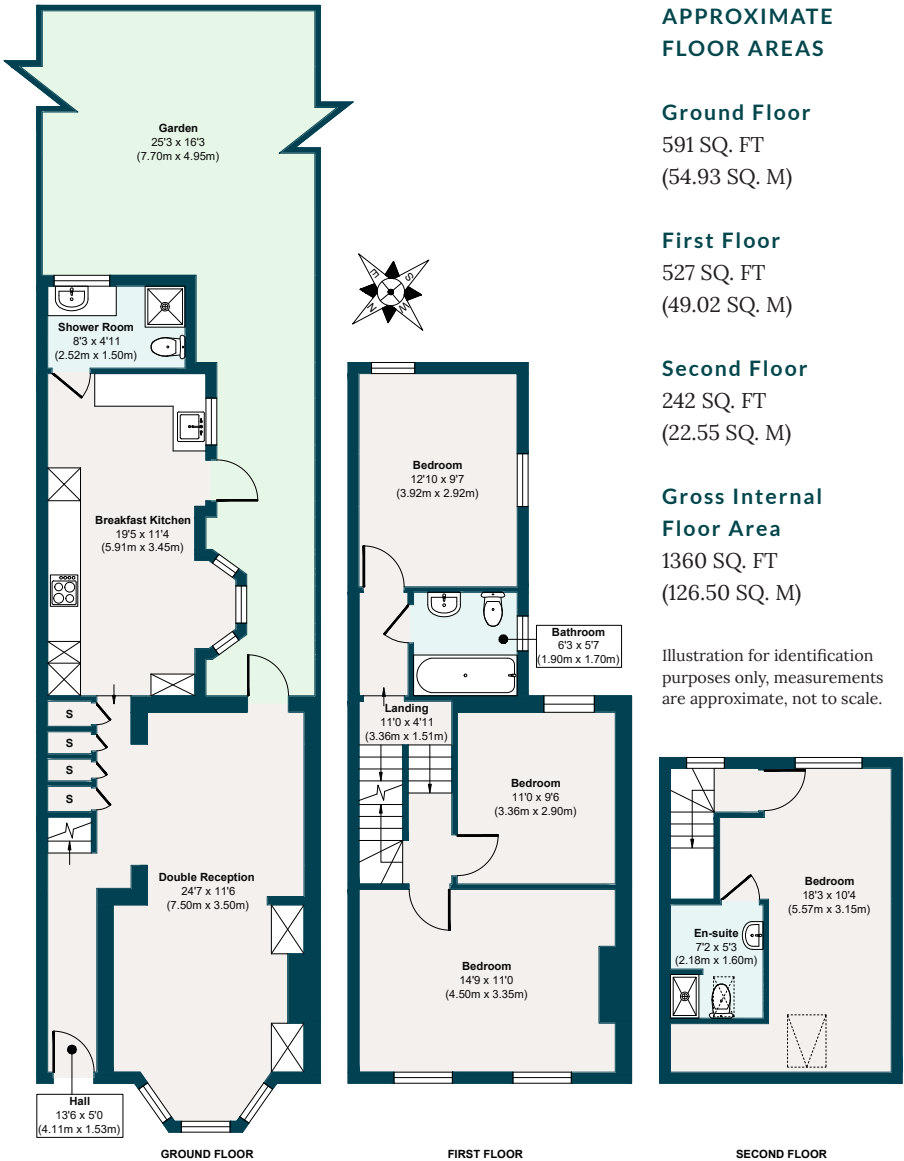 APPROXIMATE
FLOOR AREAS
Ground Floor
591 SQ. FT
(54.93 SQ. M)
First Floor
527 SQ. FT
(49.02 SQ. M)
Second Floor
242 SQ. FT
(22.55 SQ. M)
Gross Internal
Floor Area
1360 SQ. FT
(126.50 SQ. M)
Illustration for identification
purposes only, measurements
are approximate, not to scale.
Garden
25'3 x 16'3
(7.70m x 4.95m)
Shower Room
8'3 x 4'11
(2.52m x 1.50m)
Breakfast Kitchen
19'5 x 11'4
(5.91m x 3.45m)
S
S
S
S
Double Reception
24'7 x 11'6
(7.50m x 3.50m)
Hall
13'6 x 5'0
(4.11m x 1.53m)
GROUND FLOOR
E
S
N
W
Bedroom
12'10 x 9'7
(3.92m x 2.92m)
Bathroom
6'3 x 5'7
(1.90m x 1.70m)
Landing
11'0 x 4'11
(3.36m x 1.51m)
Bedroom
11'0 x 9'6
(3.36m x 2.90m)
Bedroom
14'9 x 11'0
(4.50m x 3.35m)
FIRST FLOOR
Bedroom
18'3 x 10'4
(5.57m x 3.15m)
En-suite
7'2 x 5'3
(2.18m x 1.60m)
SECOND FLOOR